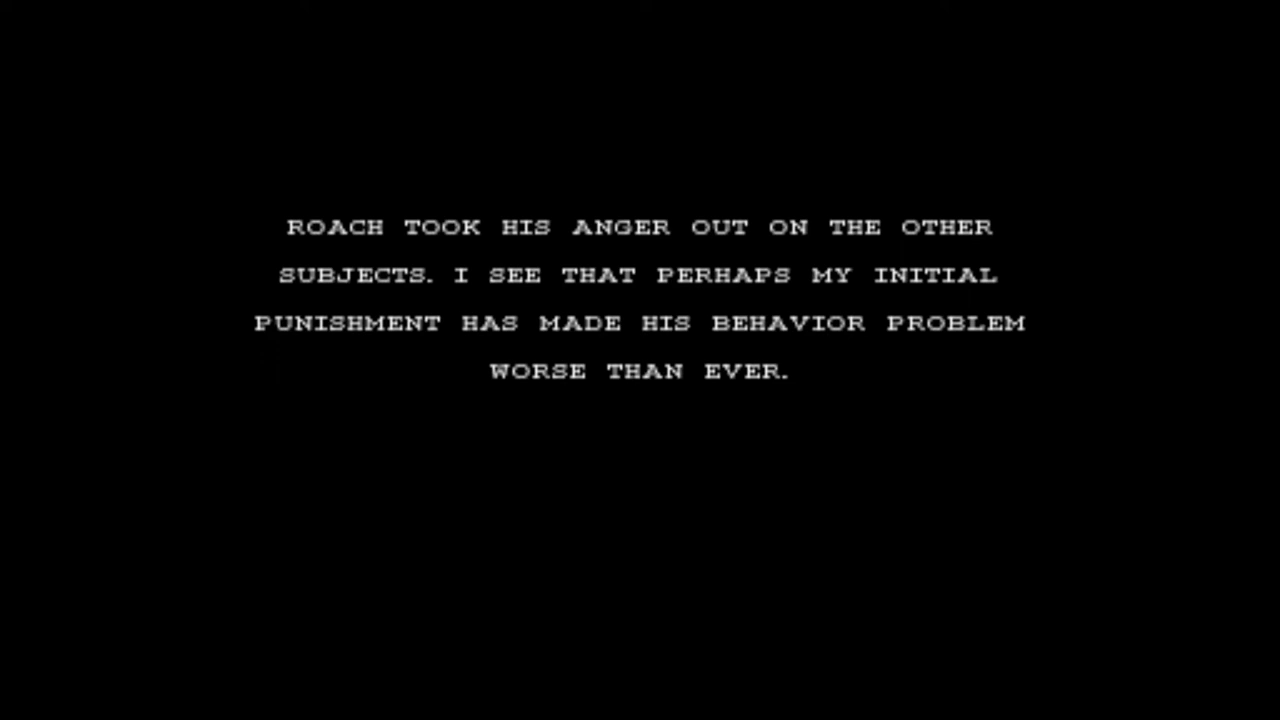 ROACH TOOK HIS ANGER OUT ON THE OTHER
SUBJECTS. I SEE THAT PERHAPS MY INITIAL
PUNISHMENT HAS MADE HIS BEHAVIOR PROBLEM
WORSE THAN EVER.